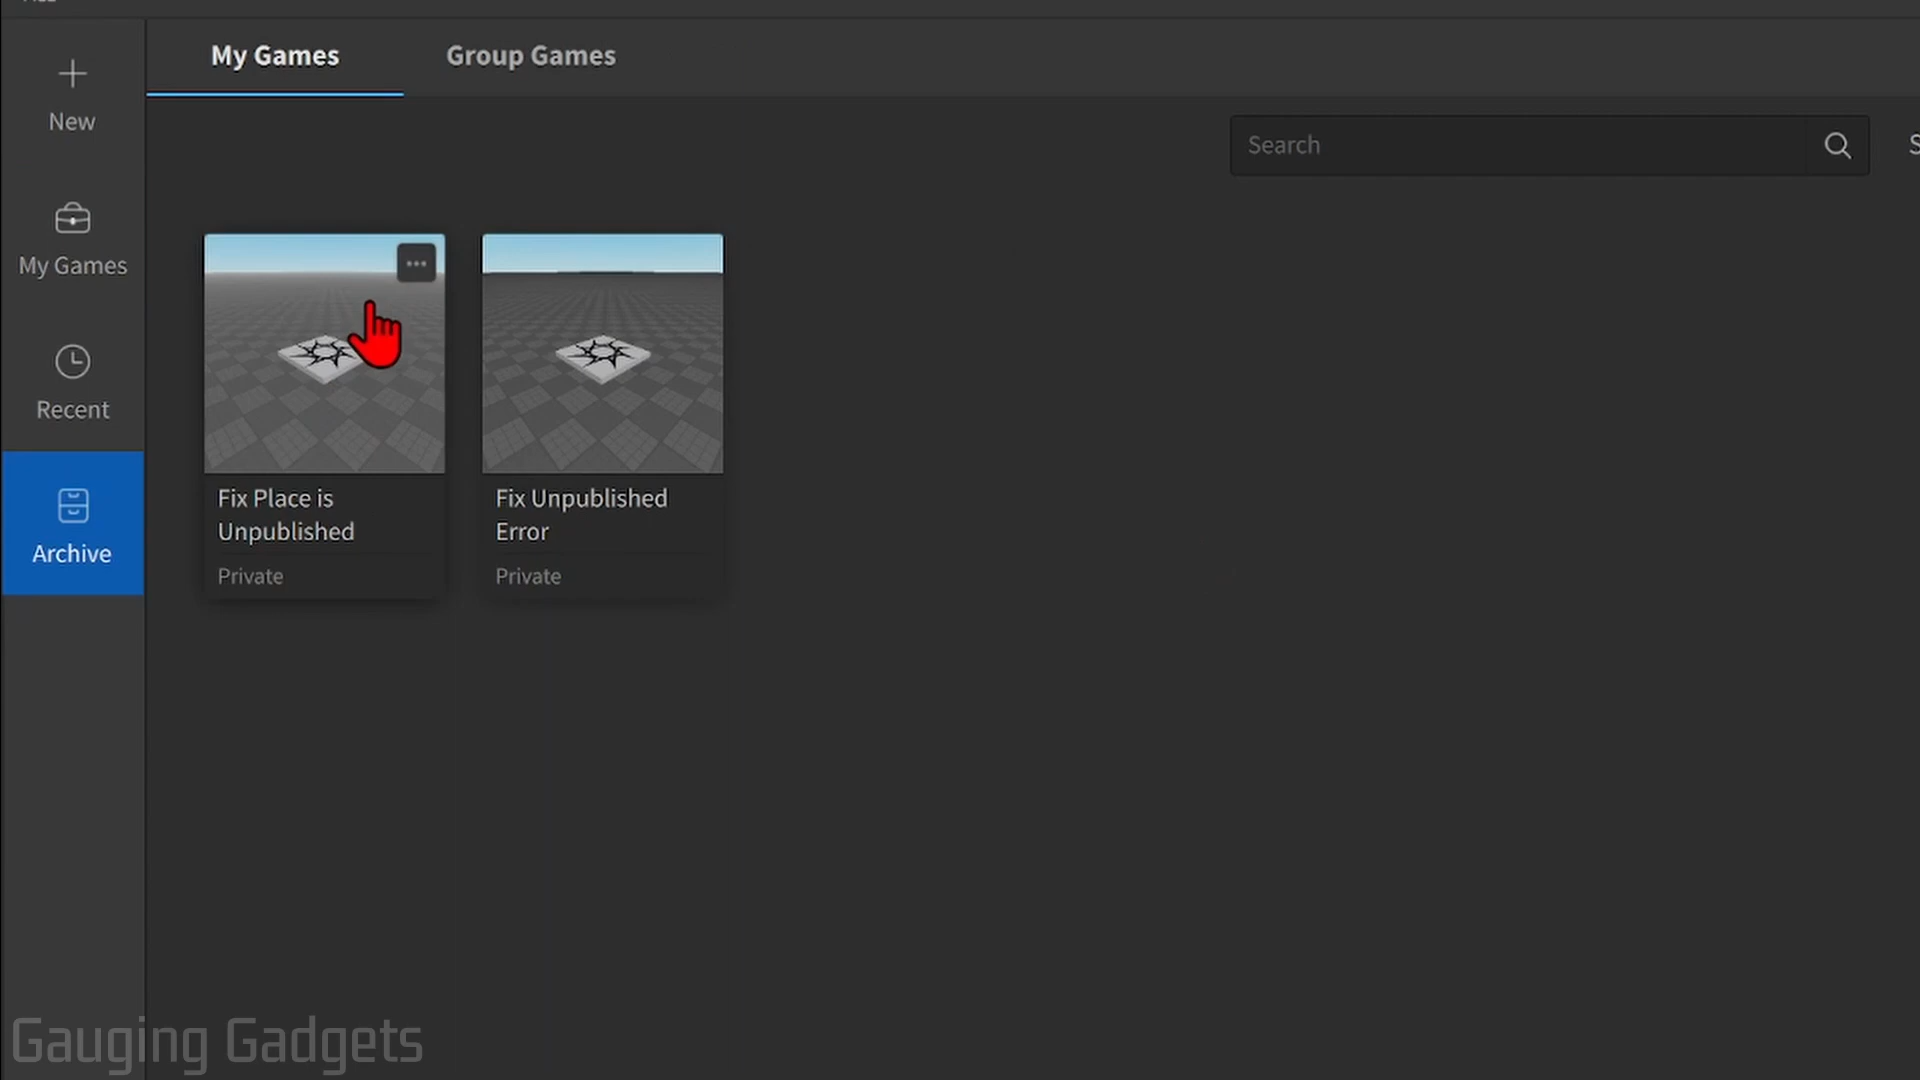 My Games
Group Games
New
Search
My Games
Recent
Archive
Fix Place is
Unpublished
Private
Fix Unpublished
Error
Private
Gauging Gadgets